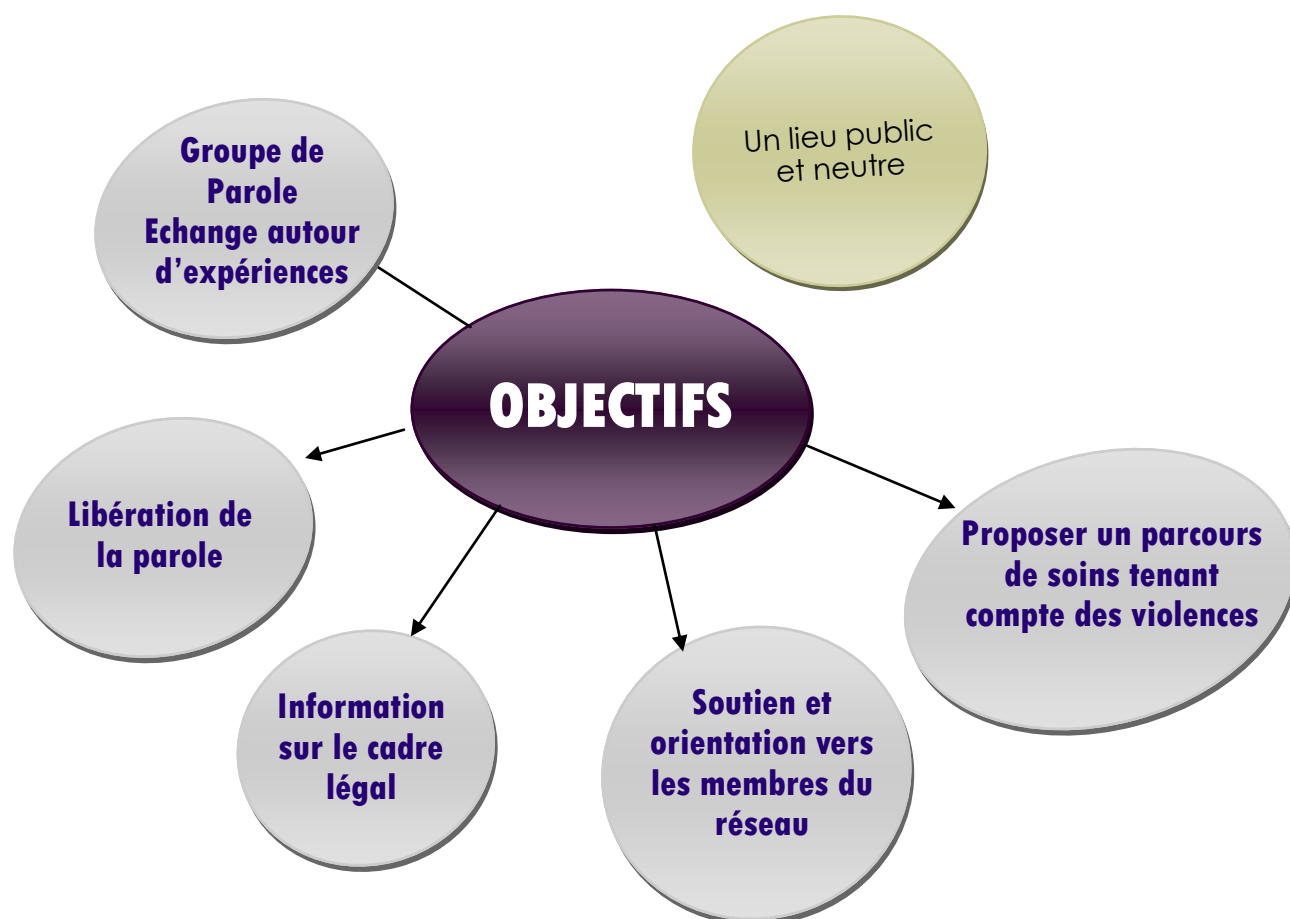 Un lieu public
et neutre
Groupe de
Parole
Echange autour
d'expériences
OBJECTIFS
Libération de
la parole
Proposer un parcours
de soins tenant
compte des violences
Information
sur le cadre
légal
Soutien et
orientation vers
les membres du
réseau